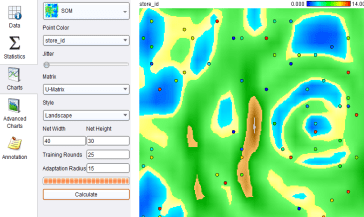 Data
Statistics
Charts
Advanced
Charts
Annotation
SOM
Point Color
store_id
Jitter
Matrix
U-Matrix
Style
Landscape
Net Width Net Height
40 30
Training Rounds 25
Adaptation Radius 15
Calculate
store_id 0.000 14.00